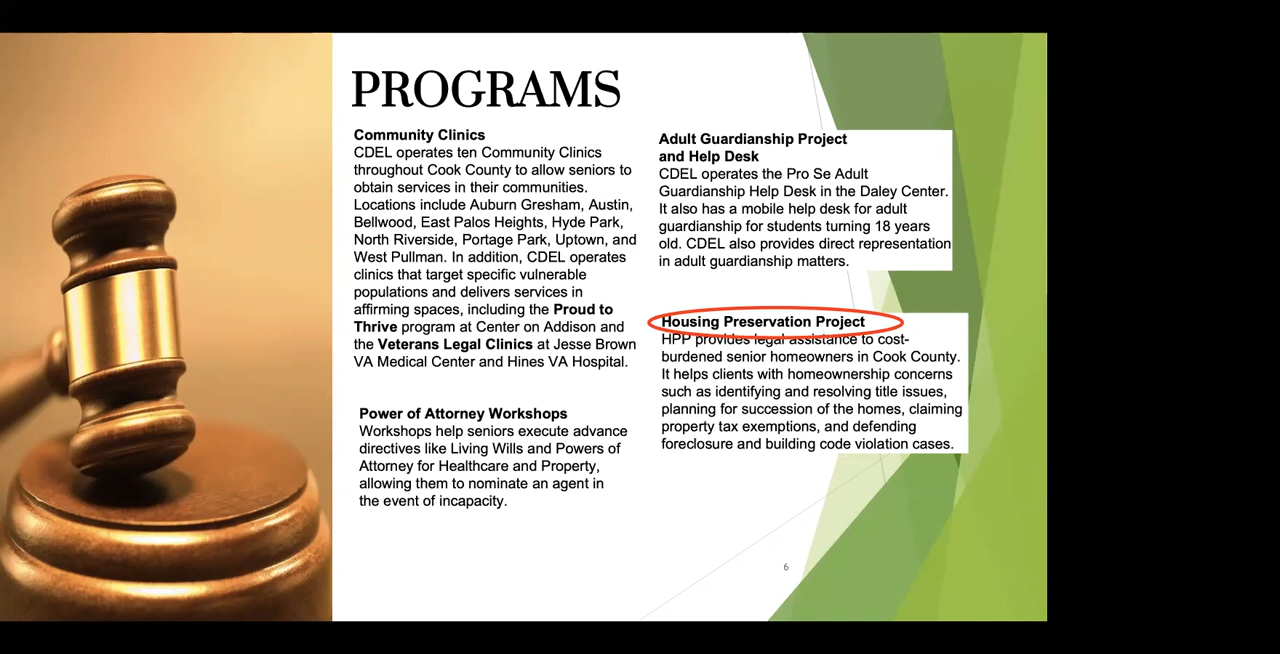 PROGRAMS
Community Clinics
CDEL operates ten Community Clinics
throughout Cook County to allow seniors to
obtain services in their communities.
Locations include Auburn Gresham, Austin,
Bellwood, East Palos Heights, Hyde Park,
North Riverside, Portage Park, Uptown, and
West Pullman. In addition, CDEL operates
clinics that target specific vulnerable
populations and delivers services in
affirming spaces, including the Proud to
Thrive program at Center on Addison and
the Veterans Legal Clinics at Jesse Brown
VA Medical Center and Hines VA Hospital.
Power of Attorney Workshops
Workshops help seniors execute advance
directives like Living Wills and Powers of
Attorney for Healthcare and Property,
allowing them to nominate an agent in
the event of incapacity.
Adult Guardianship Project
and Help Desk
CDEL operates the Pro Se Adult
Guardianship Help Desk in the Daley Center.
It also has a mobile help desk for adult
guardianship for students turning 18 years
old. CDEL also provides direct representation
in adult guardianship matters.
Housing Preservation Project
HPP provides legal assistance to cost-
burdened senior homeowners in Cook County.
It helps clients with homeownership concerns
such as identifying and resolving title issues,
planning for succession of the homes, claiming
property tax exemptions, and defending
foreclosure and building code violation cases.
6